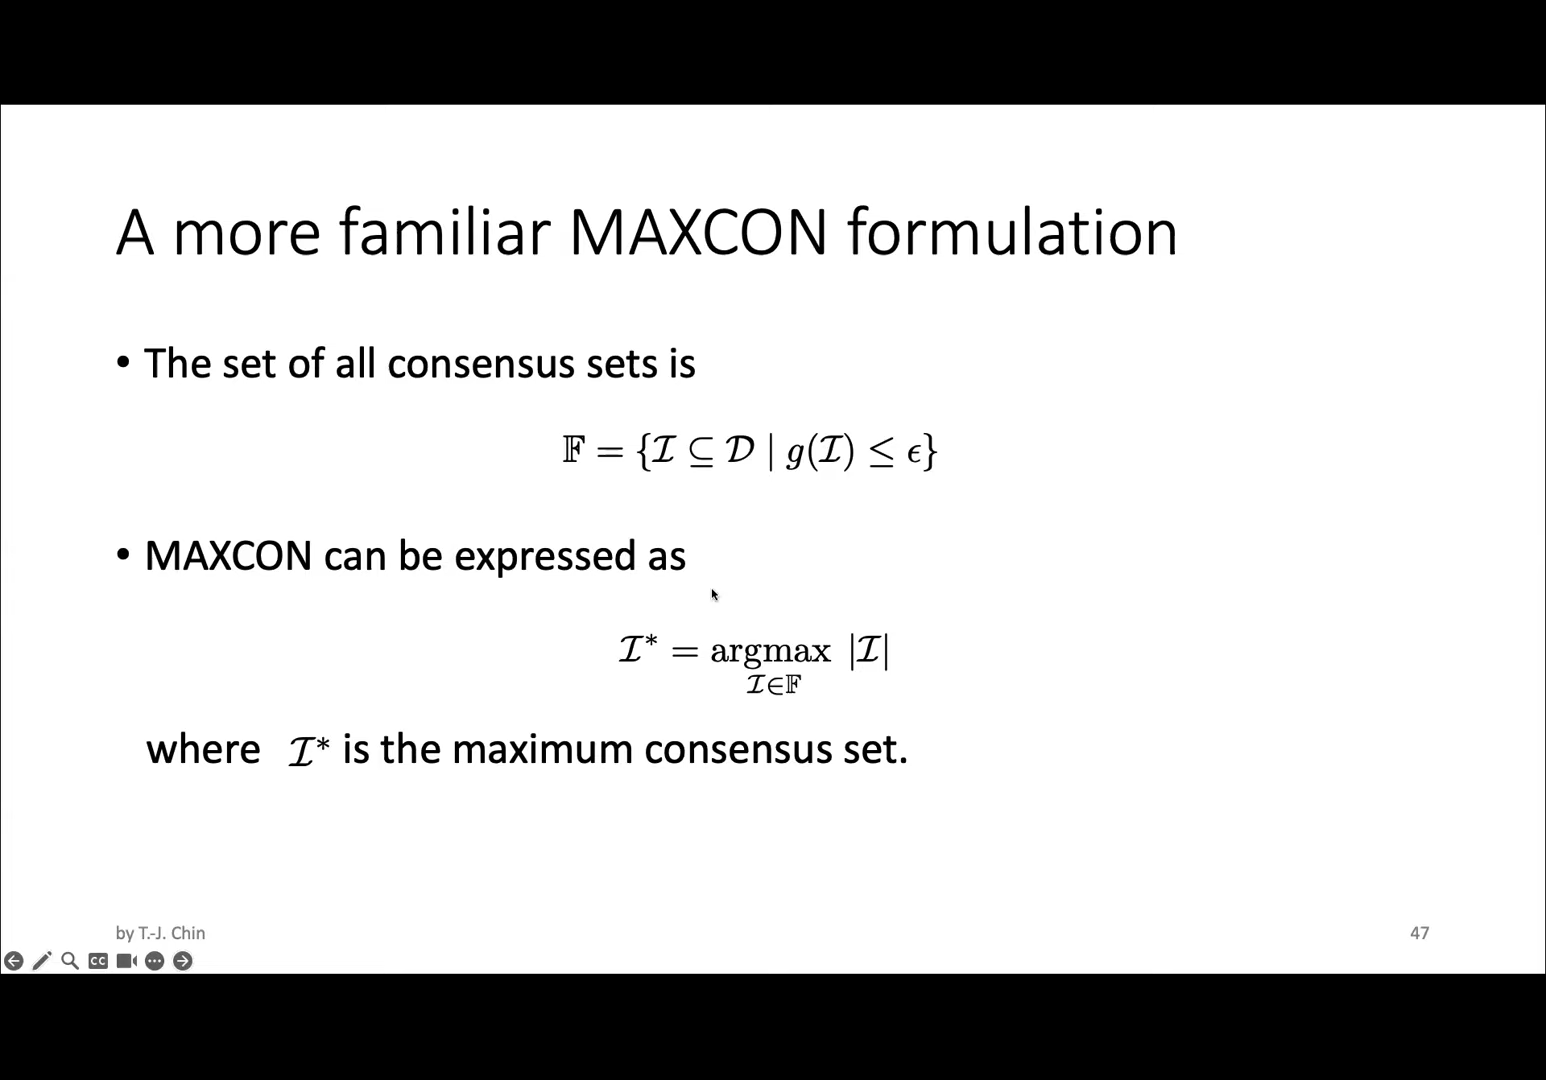 A more familiar MAXCON formulation
• The set of all consensus sets is
𝔽 = {ℐ ⊆ 𝒟 | g(ℐ) ≤ ϵ}
• MAXCON can be expressed as
ℐ* = argmax |ℐ|
ℐ∈𝔽
where ℐ* is the maximum consensus set.
by T.-J. Chin
47
CC